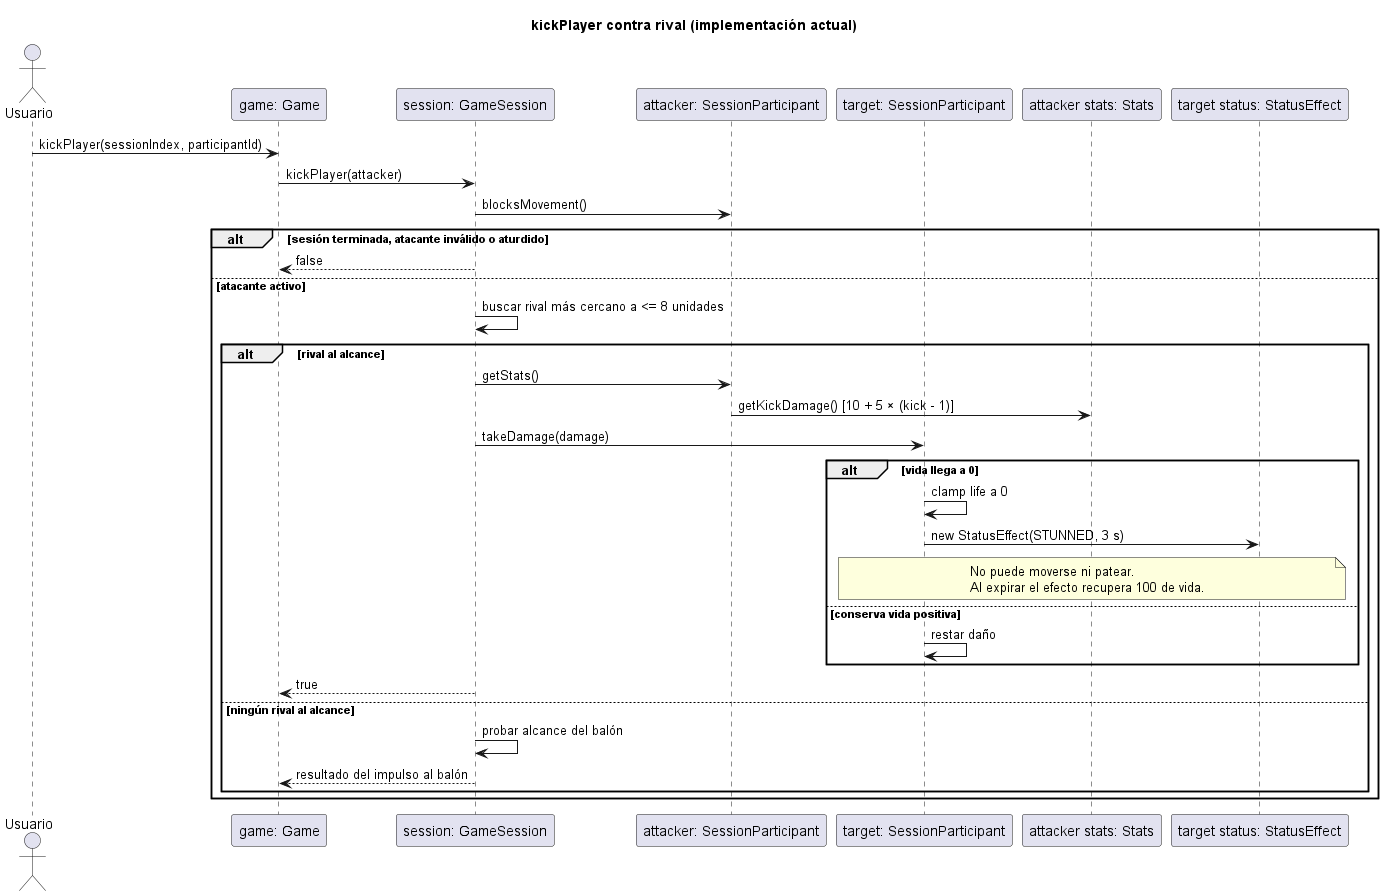 kickPlayer contra rival (implementación actual)
Usuario
game: Game
session: GameSession
attacker: SessionParticipant
target: SessionParticipant
attacker stats: Stats
target status: StatusEffect
kickPlayer(sessionIndex, participantId)
kickPlayer(attacker)
blocksMovement()
alt
[sesión terminada, atacante inválido o aturdido]
false
[atacante activo]
buscar rival más cercano a <= 8 unidades
alt
[rival al alcance]
getStats()
getKickDamage() [10 + 5 × (kick - 1)]
takeDamage(damage)
alt
[vida llega a 0]
clamp life a 0
new StatusEffect(STUNNED, 3 s)
No puede moverse ni patear.
Al expirar el efecto recupera 100 de vida.
[conserva vida positiva]
restar daño
true
[ningún rival al alcance]
probar alcance del balón
resultado del impulso al balón
Usuario
game: Game
session: GameSession
attacker: SessionParticipant
target: SessionParticipant
attacker stats: Stats
target status: StatusEffect